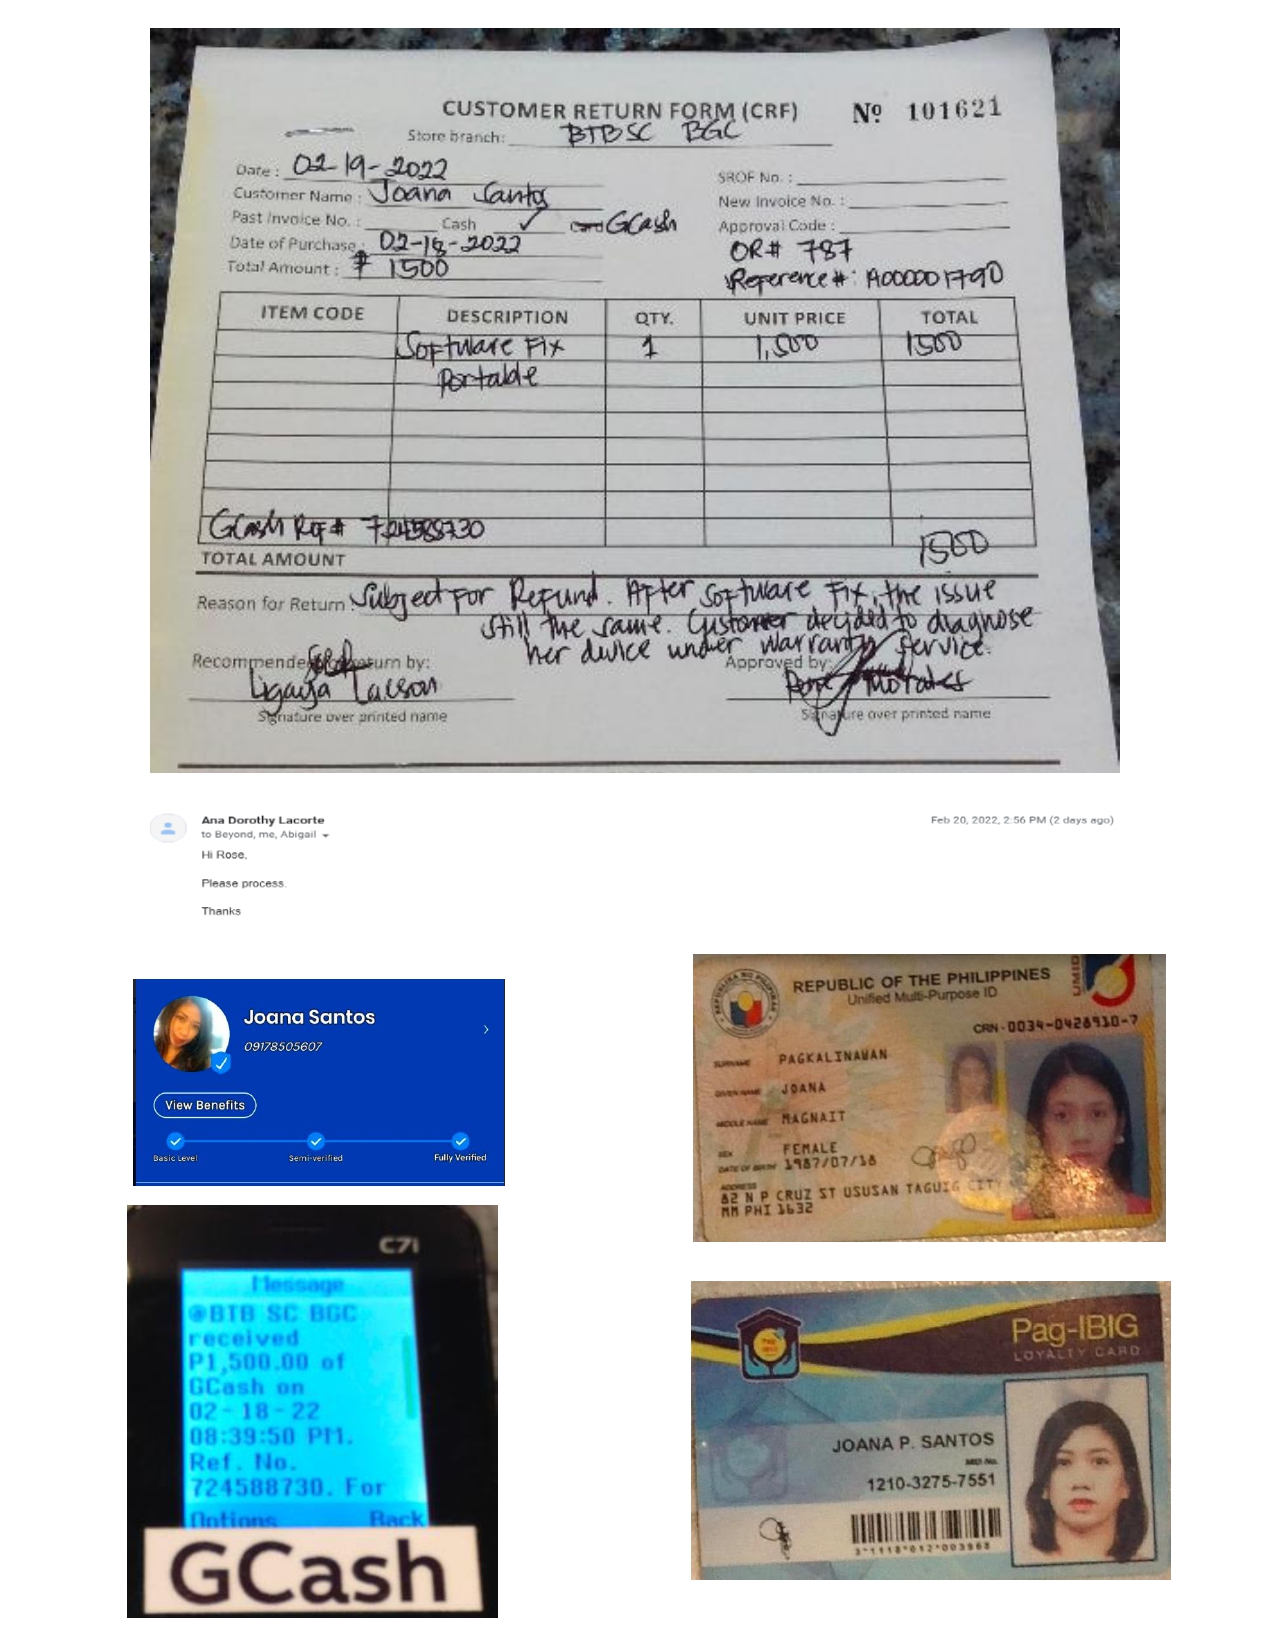 CUSTOMER RETURN FORM (CRF) Nº 101621
Store branch: BTBSC BGC
Date : 02-19-2022
SROF No. :
Customer Name : Joana Santos
New Invoice No. :
Past Invoice No. : Cash ✓ GCash
Approval Code :
Date of Purchase : 02-18-2022
OR# 787
Total Amount : ₱ 1500
Reference#: A000001790
ITEM CODE DESCRIPTION QTY. UNIT PRICE TOTAL
Software Fix 1 1,500 1500
Portable
GCash Ref# 724588730
1500
TOTAL AMOUNT
Reason for Return : Subject for Refund. After Software Fix, the issue
still the same. Customer decided to diagnose
her device under warranty service.
Recommended return by:
Approved by:
Ligaya Lacson
Morales
Signature over printed name
Signature over printed name
Ana Dorothy Lacorte
Feb 20, 2022, 2:56 PM (2 days ago)
to Beyond, me, Abigail
Hi Rose,
Please process.
Thanks
Joana Santos
09178505607
View Benefits
Basic Level Semi-verified Fully Verified
REPUBLIC OF THE PHILIPPINES
Unified Multi-Purpose ID
UMID
CRN-0034-0428910-7
SURNAME PAGKALINAWAN
GIVEN NAME JOANA
MIDDLE NAME MAGNAIT
SEX FEMALE
DATE OF BIRTH 1987/07/18
ADDRESS
82 N P CRUZ ST USUSAN TAGUIG CITY
MM PHI 1632
C7i
Message
@BTB SC BGC
received
P1,500.00 of
GCash on
02-18-22
08:39:50 PM.
Ref. No.
724588730. For
Options Back
GCash
Pag-IBIG
LOYALTY CARD
JOANA P. SANTOS
MID No.
1210-3275-7551